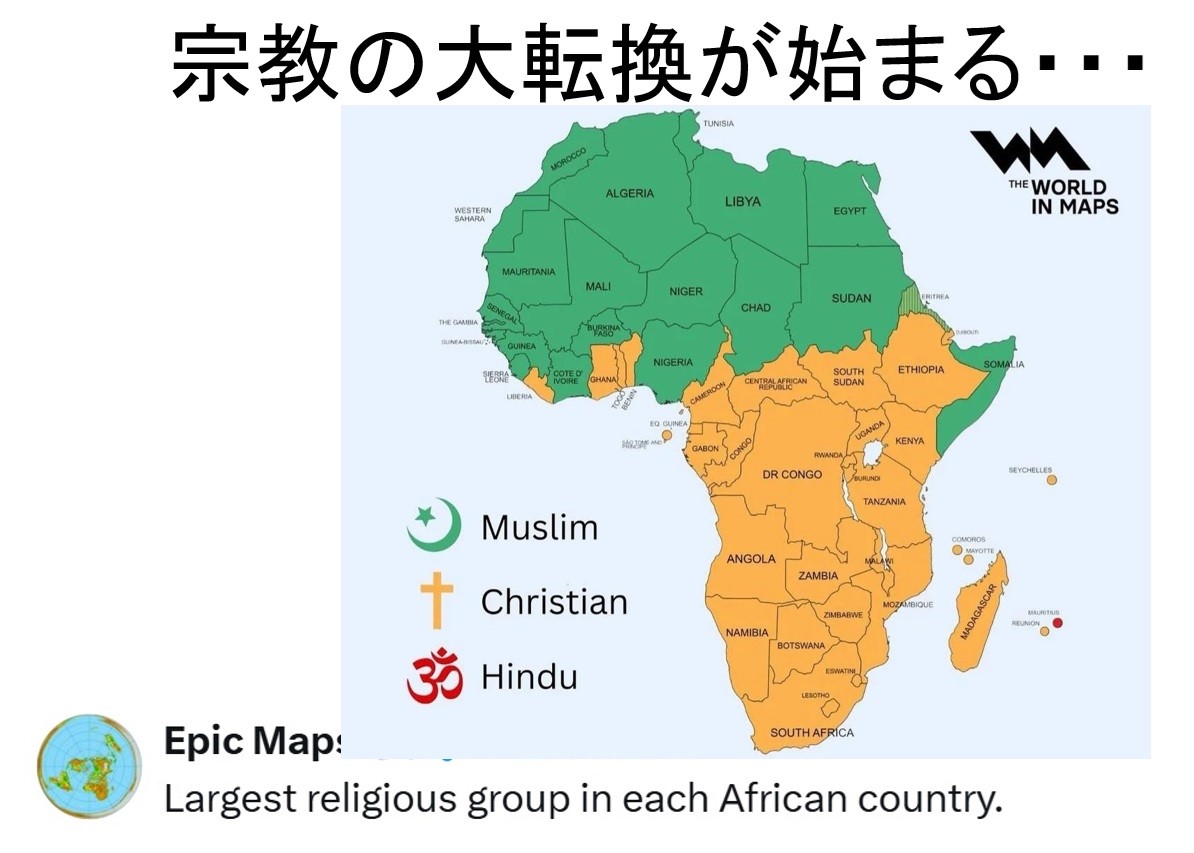 宗教の大転換が始まる・・・
TUNISIA
MOROCCO
ALGERIA
LIBYA
EGYPT
WESTERN
SAHARA
MAURITANIA
MALI
NIGER
CHAD
SUDAN
ERITREA
SENEGAL
THE GAMBIA
GUINEA-BISSAU
GUINEA
BURKINA
FASO
DJIBOUTI
SIERRA
LEONE
LIBERIA
COTE D'
IVOIRE
GHANA
TOGO
BENIN
NIGERIA
CAMEROON
CENTRAL AFRICAN
REPUBLIC
SOUTH
SUDAN
ETHIOPIA
SOMALIA
EQ. GUINEA
SÃO TOME AND
PRINCIPE
GABON
CONGO
DR CONGO
UGANDA
KENYA
RWANDA
BURUNDI
TANZANIA
SEYCHELLES
COMOROS
MAYOTTE
ANGOLA
ZAMBIA
MALAWI
MOZAMBIQUE
MADAGASCAR
MAURITIUS
REUNION
NAMIBIA
ZIMBABWE
BOTSWANA
ESWATINI
LESOTHO
SOUTH AFRICA
THE WORLD
IN MAPS
Muslim
Christian
Hindu
Epic Maps
Largest religious group in each African country.